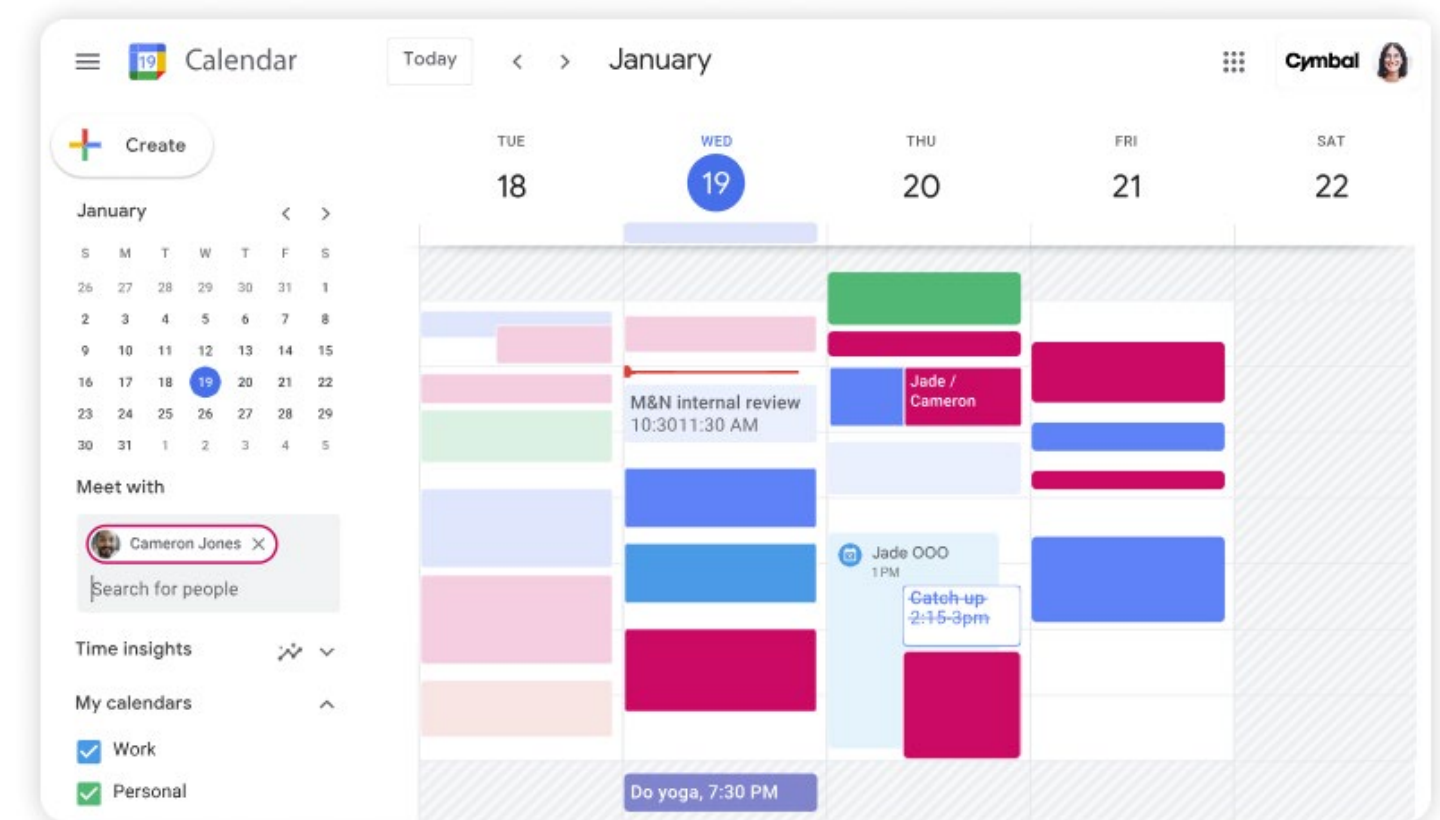 19
Calendar
Today
January
Cymbal
Create
January
S M T W T F S
26 27 28 29 30 31 1
2 3 4 5 6 7 8
9 10 11 12 13 14 15
16 17 18 19 20 21 22
23 24 25 26 27 28 29
30 31 1 2 3 4 5
Meet with
Cameron Jones
Search for people
Time insights
My calendars
Work
Personal
TUE WED THU FRI SAT
18 19 20 21 22
M&N internal review
10:3011:30 AM
Do yoga, 7:30 PM
Jade /
Cameron
Jade OOO
1 PM
Catch up
2:15-3pm